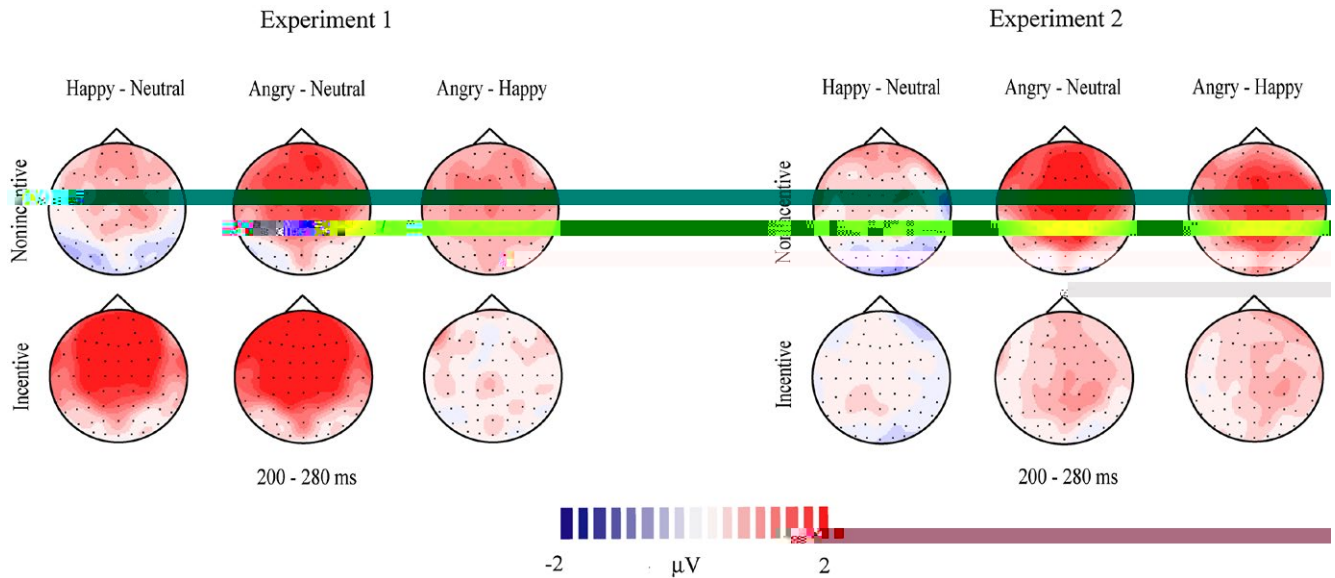 Experiment 1
Experiment 2
Happy - Neutral
Angry - Neutral
Angry - Happy
Happy - Neutral
Angry - Neutral
Angry - Happy
Nonincentive
Nonincentive
Incentive
Incentive
200 - 280 ms
200 - 280 ms
-2
μV
2